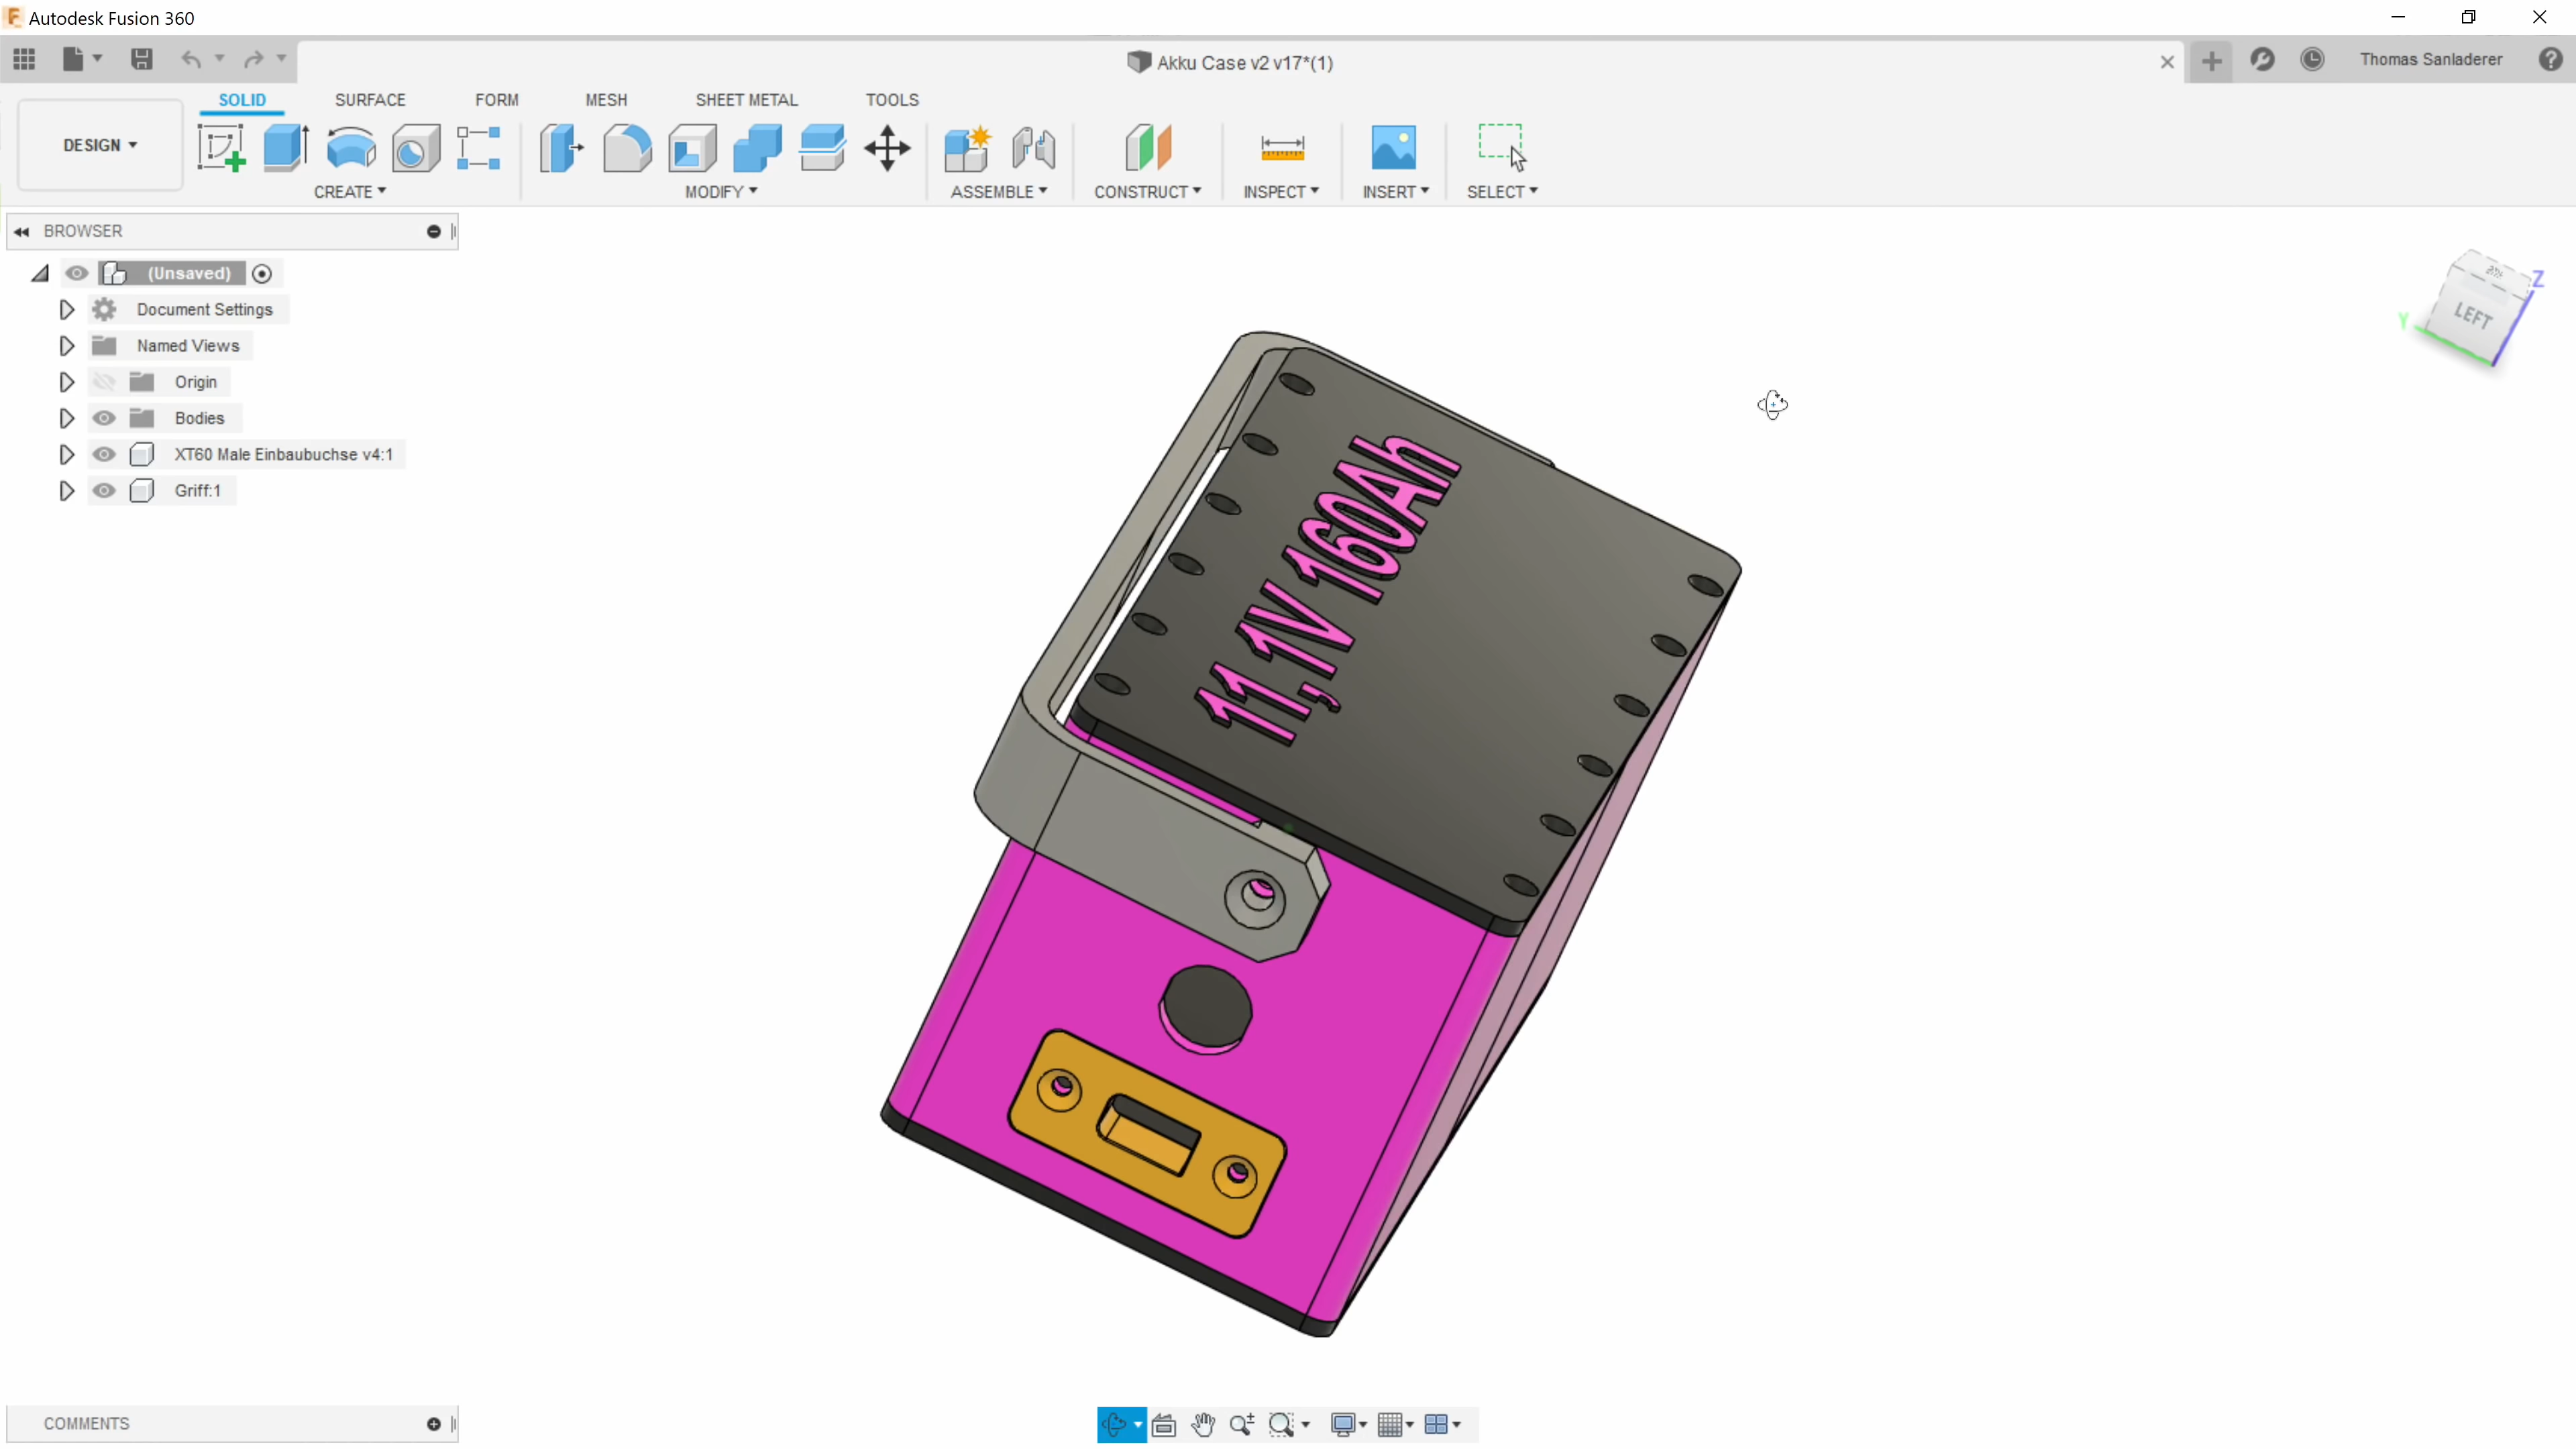 Autodesk Fusion 360
Akku Case v2 v17*(1)
Thomas Sanladerer
SOLID SURFACE FORM MESH SHEET METAL TOOLS
DESIGN
CREATE MODIFY ASSEMBLE CONSTRUCT INSPECT INSERT SELECT
BROWSER
(Unsaved)
Document Settings
Named Views
Origin
Bodies
XT60 Male Einbaubuchse v4:1
Griff:1
Z
LEFT
Y
11,1V 160Ah
COMMENTS